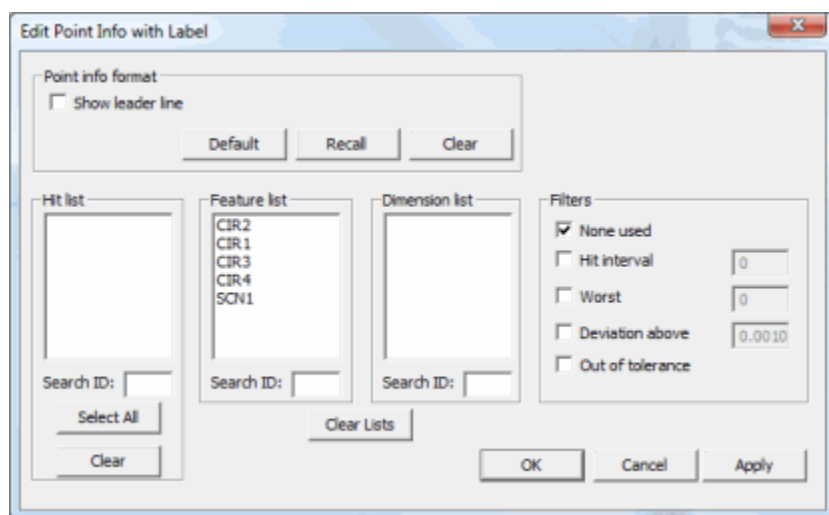 Edit Point Info with Label
Point info format
Show leader line
Default Recall Clear
Hit list
Feature list
Dimension list
Filters
CIR2
CIR1
CIR3
CIR4
SCN1
None used
Hit interval 0
Worst 0
Deviation above 0.0010
Out of tolerance
Search ID: Search ID: Search ID:
Select All
Clear Lists
Clear
OK Cancel Apply